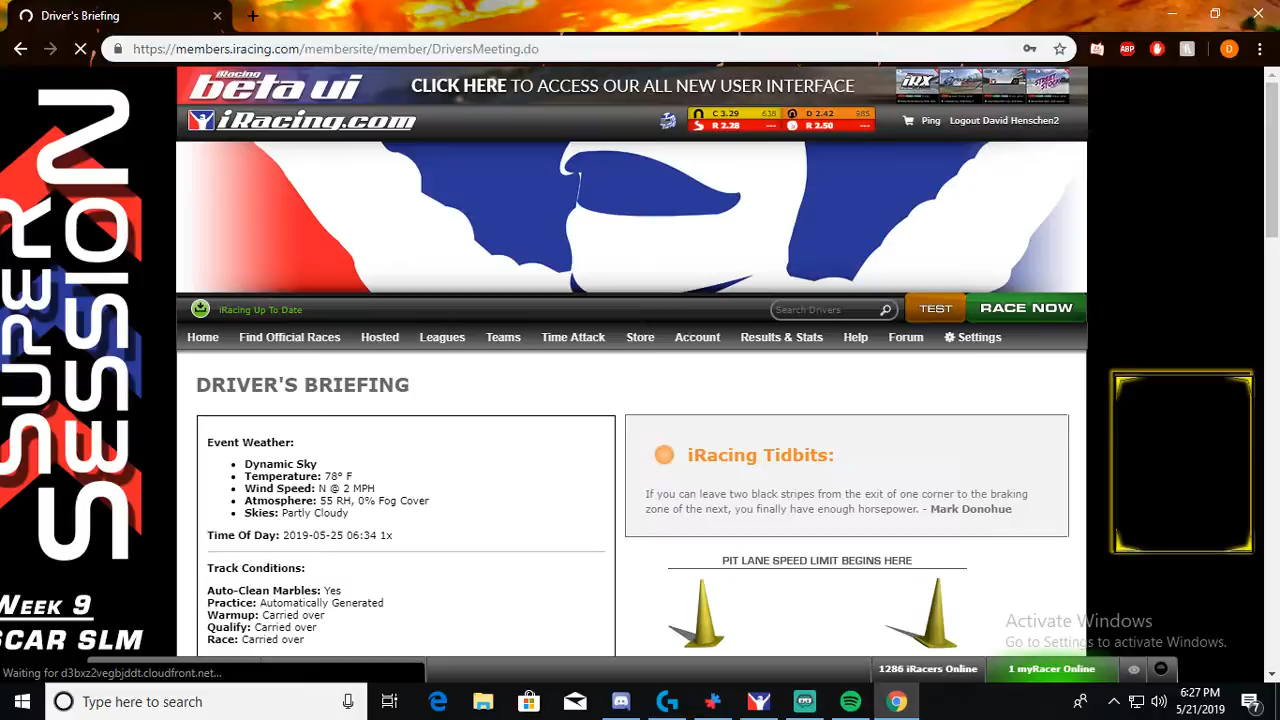 Driver's Briefing
https://members.iracing.com/membersite/member/DriversMeeting.do
ABP
D
iRacing
beta ui
CLICK HERE TO ACCESS OUR ALL NEW USER INTERFACE
iRacing.com
C 3.29 638
D 2.42 385
R 2.28 ---
R 2.50 ---
Ping
Logout David Henschen2
iRacing Up To Date
Search Drivers
TEST
RACE NOW
Home
Find Official Races
Hosted
Leagues
Teams
Time Attack
Store
Account
Results & Stats
Help
Forum
Settings
SUPER SESSION
WEEK 9
SCAR SLM
DRIVER'S BRIEFING
Event Weather:
Dynamic Sky
Temperature: 78° F
Wind Speed: N @ 2 MPH
Atmosphere: 55 RH, 0% Fog Cover
Skies: Partly Cloudy
Time Of Day: 2019-05-25 06:34 1x
Track Conditions:
Auto-Clean Marbles: Yes
Practice: Automatically Generated
Warmup: Carried over
Qualify: Carried over
Race: Carried over
iRacing Tidbits:
If you can leave two black stripes from the exit of one corner to the braking
zone of the next, you finally have enough horsepower. - Mark Donohue
PIT LANE SPEED LIMIT BEGINS HERE
Activate Windows
Go to Settings to activate Windows.
Waiting for d3bxz2vegbjddt.cloudfront.net...
1286 iRacers Online
1 myRacer Online
Type here to search
6:27 PM
5/21/2019
7